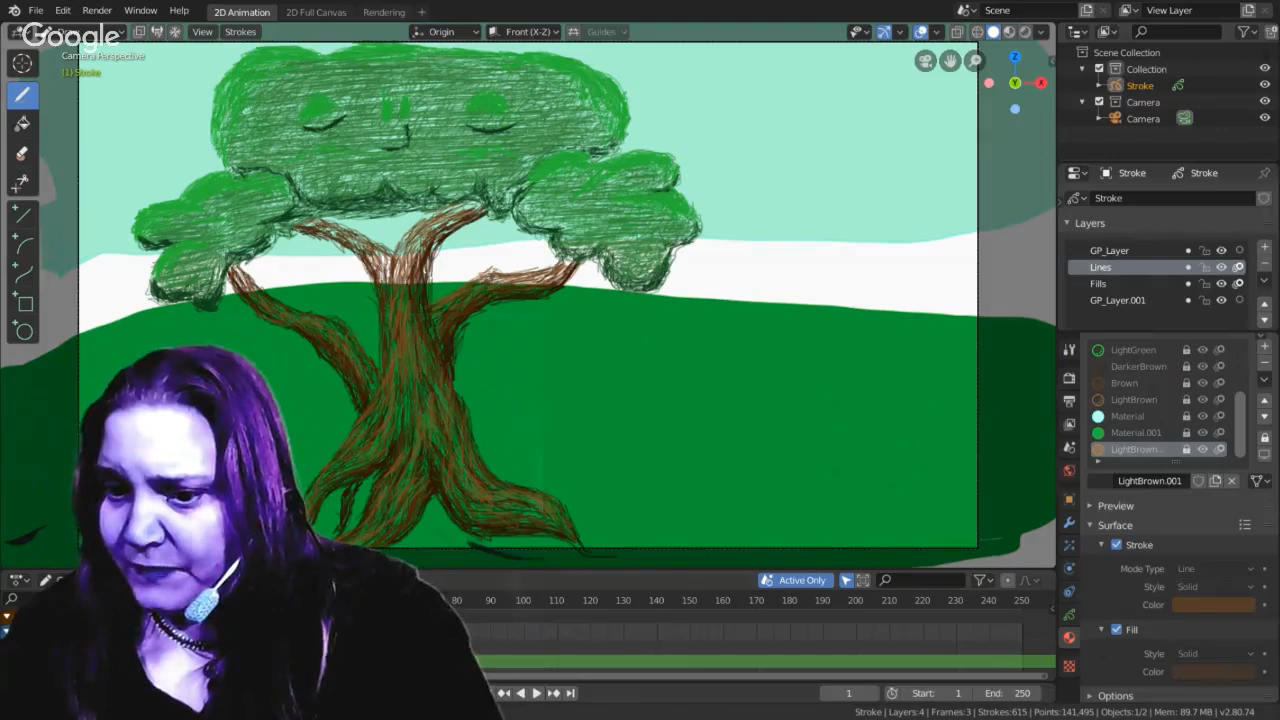 File Edit Render Window Help 2D Animation 2D Full Canvas Rendering + Scene View Layer
Google View Strokes Origin Front (X-Z) Guides
Camera Perspective
(1) Stroke
Z
Y
X
Scene Collection
Collection
Stroke
Camera
Camera
Stroke Stroke
Stroke
Layers
GP_Layer
Lines
Fills
GP_Layer.001
LightGreen
DarkerBrown
Brown
LightBrown
Material
Material.001
LightBrown...
LightBrown.001
Preview
Surface
Stroke
Mode Type Line
Style Solid
Color
Fill
Style Solid
Color
Options
Active Only
80 90 100 110 120 130 140 150 160 170 180 190 200 210 220 230 240 250
1 Start: 1 End: 250
Stroke | Layers:4 | Frames:3 | Strokes:615 | Points:141,495 | Objects:1/2 | Mem: 89.7 MB | v2.80.74